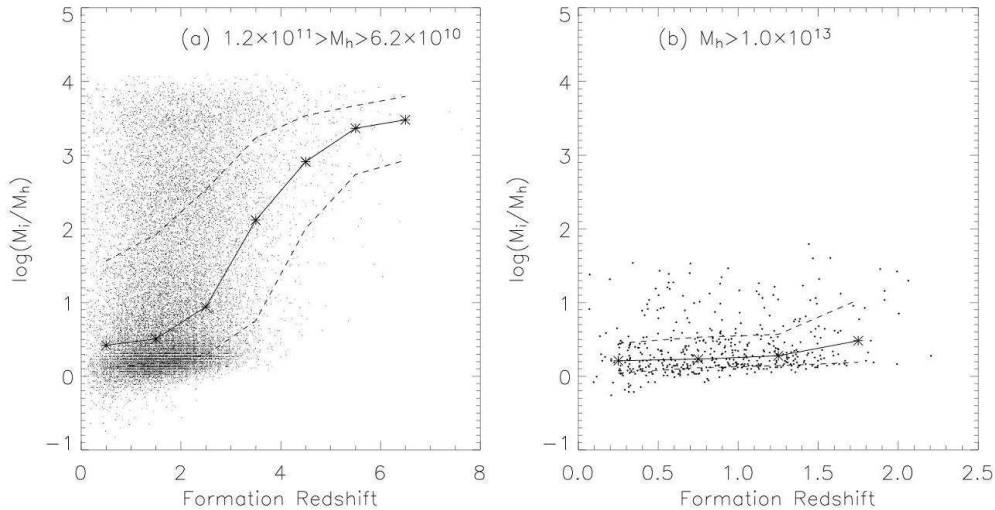 (a) 1.2×10¹¹>Mₕ>6.2×10¹⁰
5
4
3
2
1
0
−1
log(Mᵢ/Mₕ)
0 2 4 6 8
Formation Redshift
(b) Mₕ>1.0×10¹³
5
4
3
2
1
0
−1
log(Mᵢ/Mₕ)
0.0 0.5 1.0 1.5 2.0 2.5
Formation Redshift